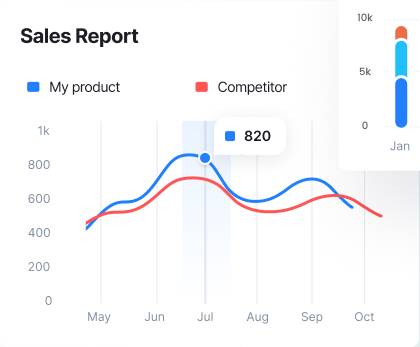 Sales Report
My product
Competitor
820
1k
800
600
400
200
0
May Jun Jul Aug Sep Oct
10k
5k
0
Jan